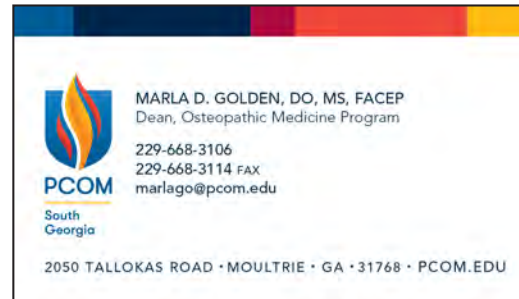 MARLA D. GOLDEN, DO, MS, FACEP
Dean, Osteopathic Medicine Program
229-668-3106
229-668-3114 FAX
marlago@pcom.edu
PCOM
South
Georgia
2050 TALLOKAS ROAD · MOULTRIE · GA · 31768 · PCOM.EDU